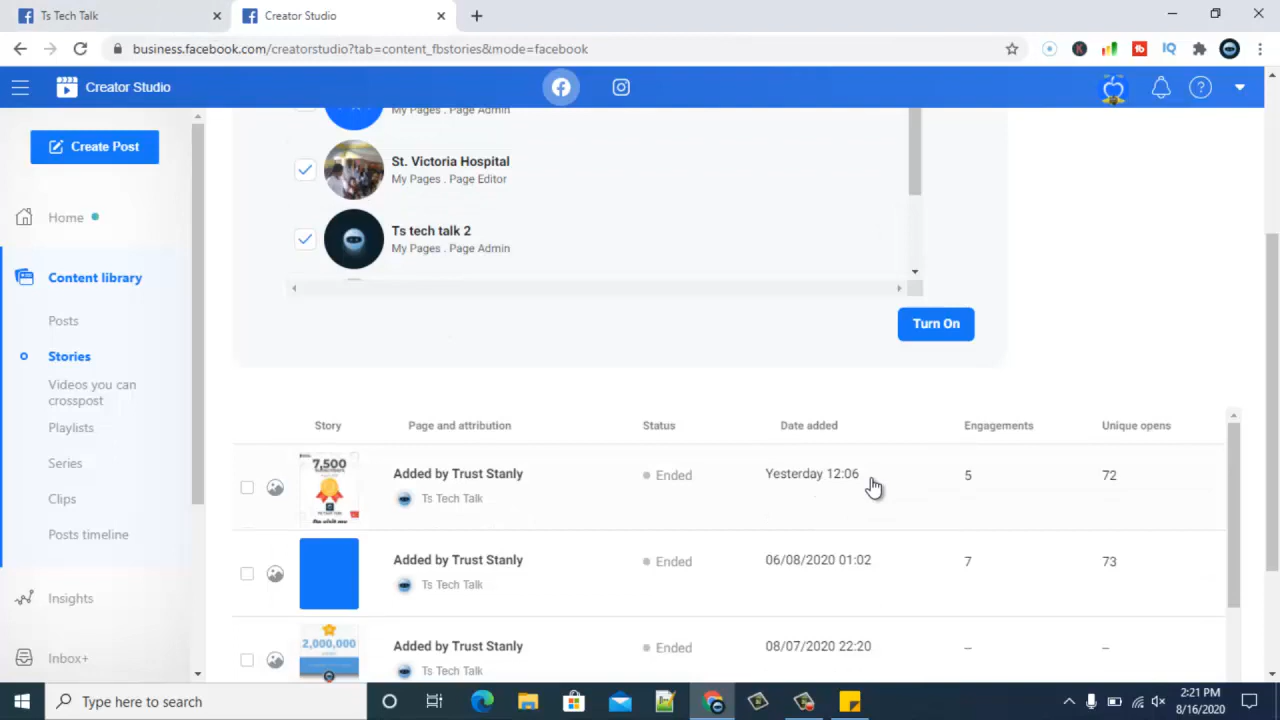 Ts Tech Talk
Creator Studio
business.facebook.com/creatorstudio?tab=content_fbstories&mode=facebook
Creator Studio
Create Post
Home
Content library
Posts
Stories
Videos you can
crosspost
Playlists
Series
Clips
Posts timeline
Insights
Inbox+
My Pages . Page Admin
St. Victoria Hospital
My Pages . Page Editor
Ts tech talk 2
My Pages . Page Admin
Turn On
Story Page and attribution Status Date added Engagements Unique opens
7,500
Added by Trust Stanly Ended Yesterday 12:06 5 72
Ts Tech Talk
Added by Trust Stanly Ended 06/08/2020 01:02 7 73
Ts Tech Talk
2,000,000
Added by Trust Stanly Ended 08/07/2020 22:20 -- --
Ts Tech Talk
Type here to search
2:21 PM
8/16/2020